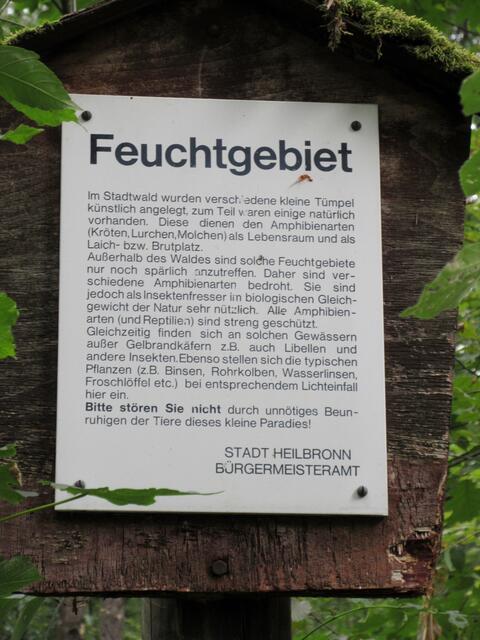 Feuchtgebiet
Im Stadtwald wurden verschiedene kleine Tümpel
künstlich angelegt, zum Teil waren einige natürlich
vorhanden. Diese dienen den Amphibienarten
(Kröten, Lurchen, Molchen) als Lebensraum und als
Laich- bzw. Brutplatz.
Außerhalb des Waldes sind solche Feuchtgebiete
nur noch spärlich anzutreffen. Daher sind ver-
schiedene Amphibienarten bedroht. Sie sind
jedoch als Insektenfresser im biologischen Gleich-
gewicht der Natur sehr nützlich. Alle Amphibien-
arten (und Reptilien) sind streng geschützt.
Gleichzeitig finden sich an solchen Gewässern
außer Gelbrandkäfern z.B. auch Libellen und
andere Insekten. Ebenso stellen sich die typischen
Pflanzen (z.B. Binsen, Rohrkolben, Wasserlinsen,
Froschlöffel etc.) bei entsprechendem Lichteinfall
hier ein.
Bitte stören Sie nicht durch unnötiges Beun-
ruhigen der Tiere dieses kleine Paradies!
STADT HEILBRONN
BÜRGERMEISTERAMT